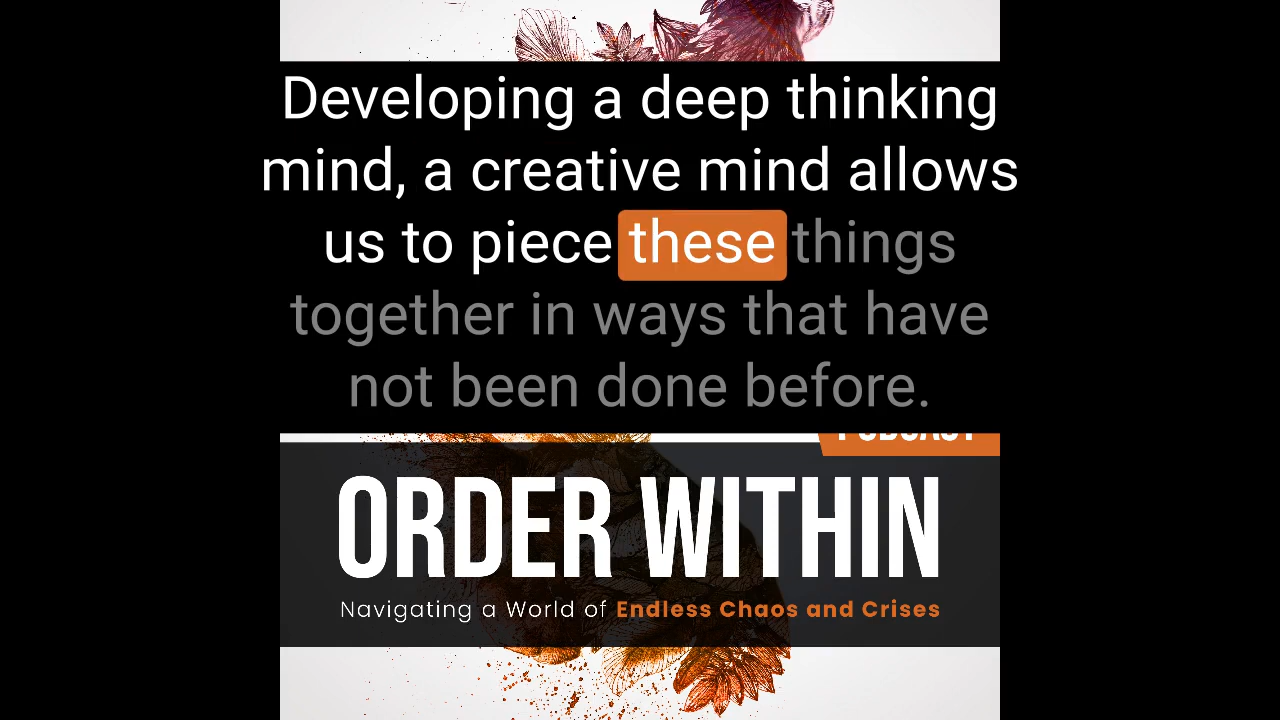 Developing a deep thinking
mind, a creative mind allows
us to piece these things
together in ways that have
not been done before.
PODCAST
ORDER WITHIN
Navigating a World of Endless Chaos and Crises